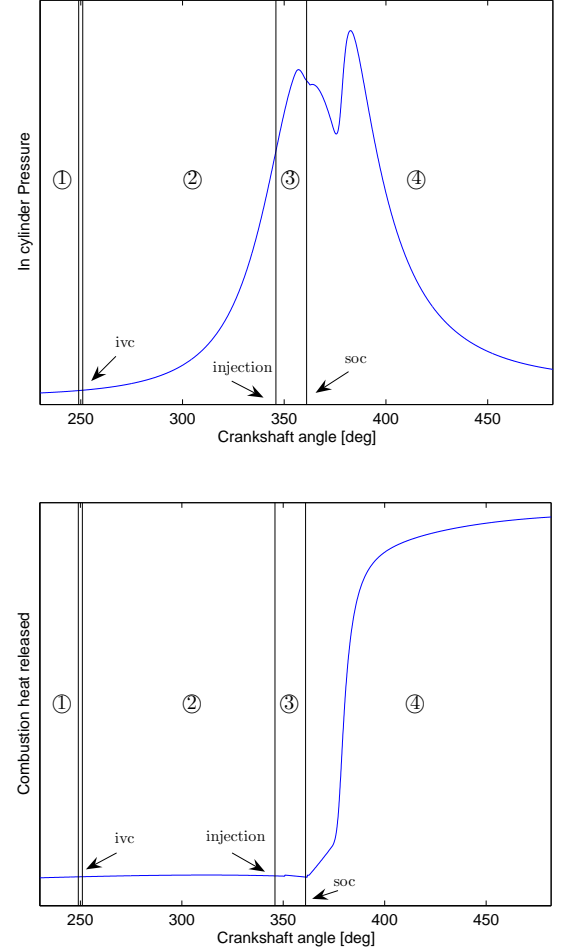 In cylinder Pressure
① ② ③ ④
ivc
injection
soc
250 300 350 400 450
Crankshaft angle [deg]
Combustion heat released
① ② ③ ④
ivc
injection
soc
250 300 350 400 450
Crankshaft angle [deg]